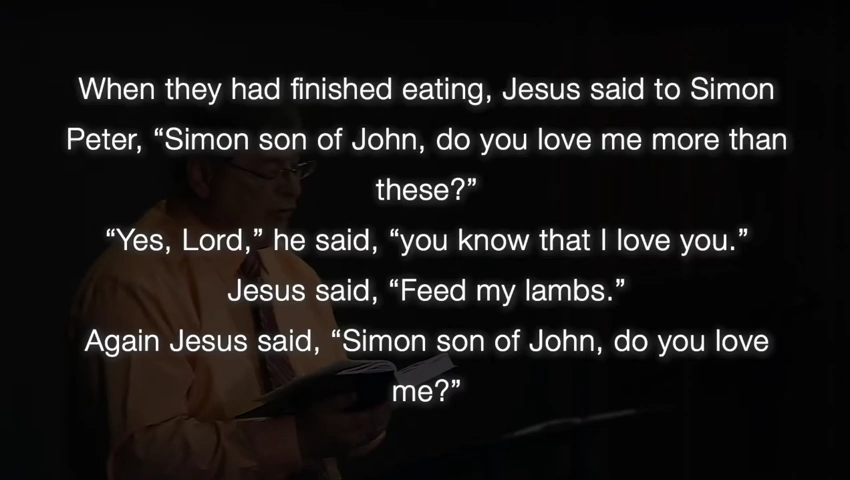 When they had finished eating, Jesus said to Simon
Peter, “Simon son of John, do you love me more than
these?”
“Yes, Lord,” he said, “you know that I love you.”
Jesus said, “Feed my lambs.”
Again Jesus said, “Simon son of John, do you love
me?”